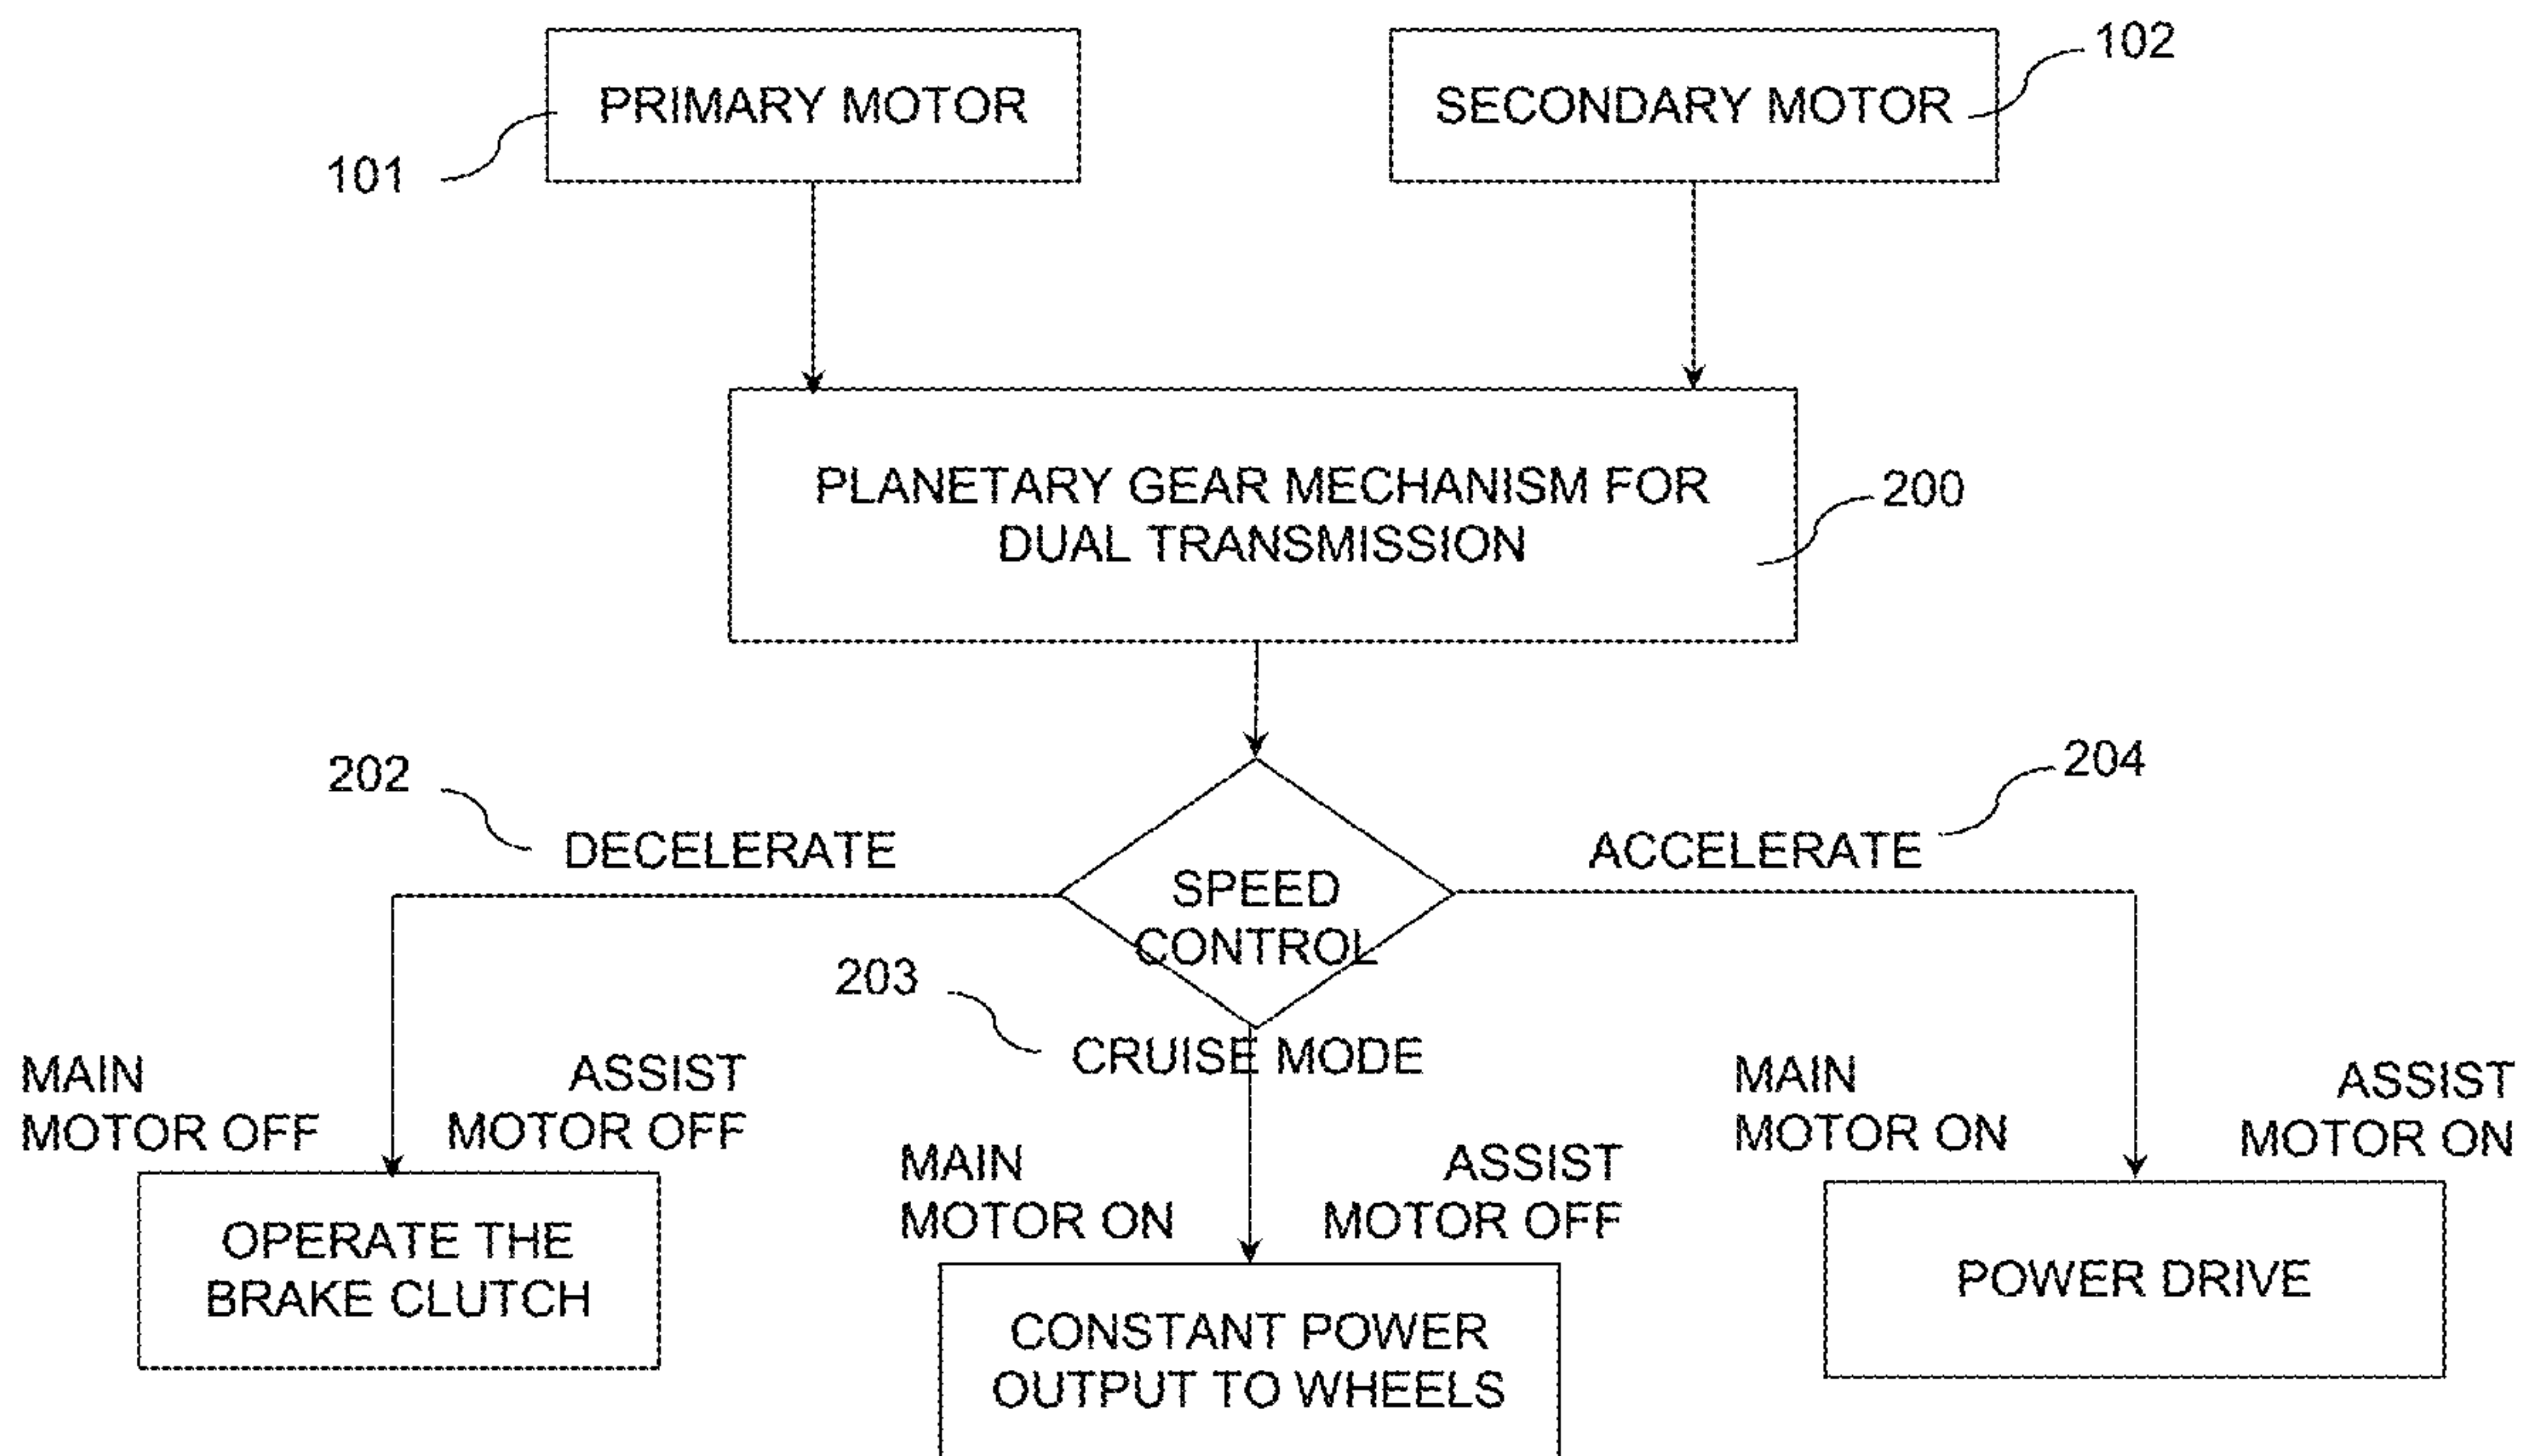 PRIMARY MOTOR
101
SECONDARY MOTOR
102
PLANETARY GEAR MECHANISM FOR
DUAL TRANSMISSION
200
202
DECELERATE
SPEED
CONTROL
ACCELERATE
204
203
CRUISE MODE
MAIN
MOTOR OFF
ASSIST
MOTOR OFF
OPERATE THE
BRAKE CLUTCH
MAIN
MOTOR ON
ASSIST
MOTOR OFF
CONSTANT POWER
OUTPUT TO WHEELS
MAIN
MOTOR ON
ASSIST
MOTOR ON
POWER DRIVE